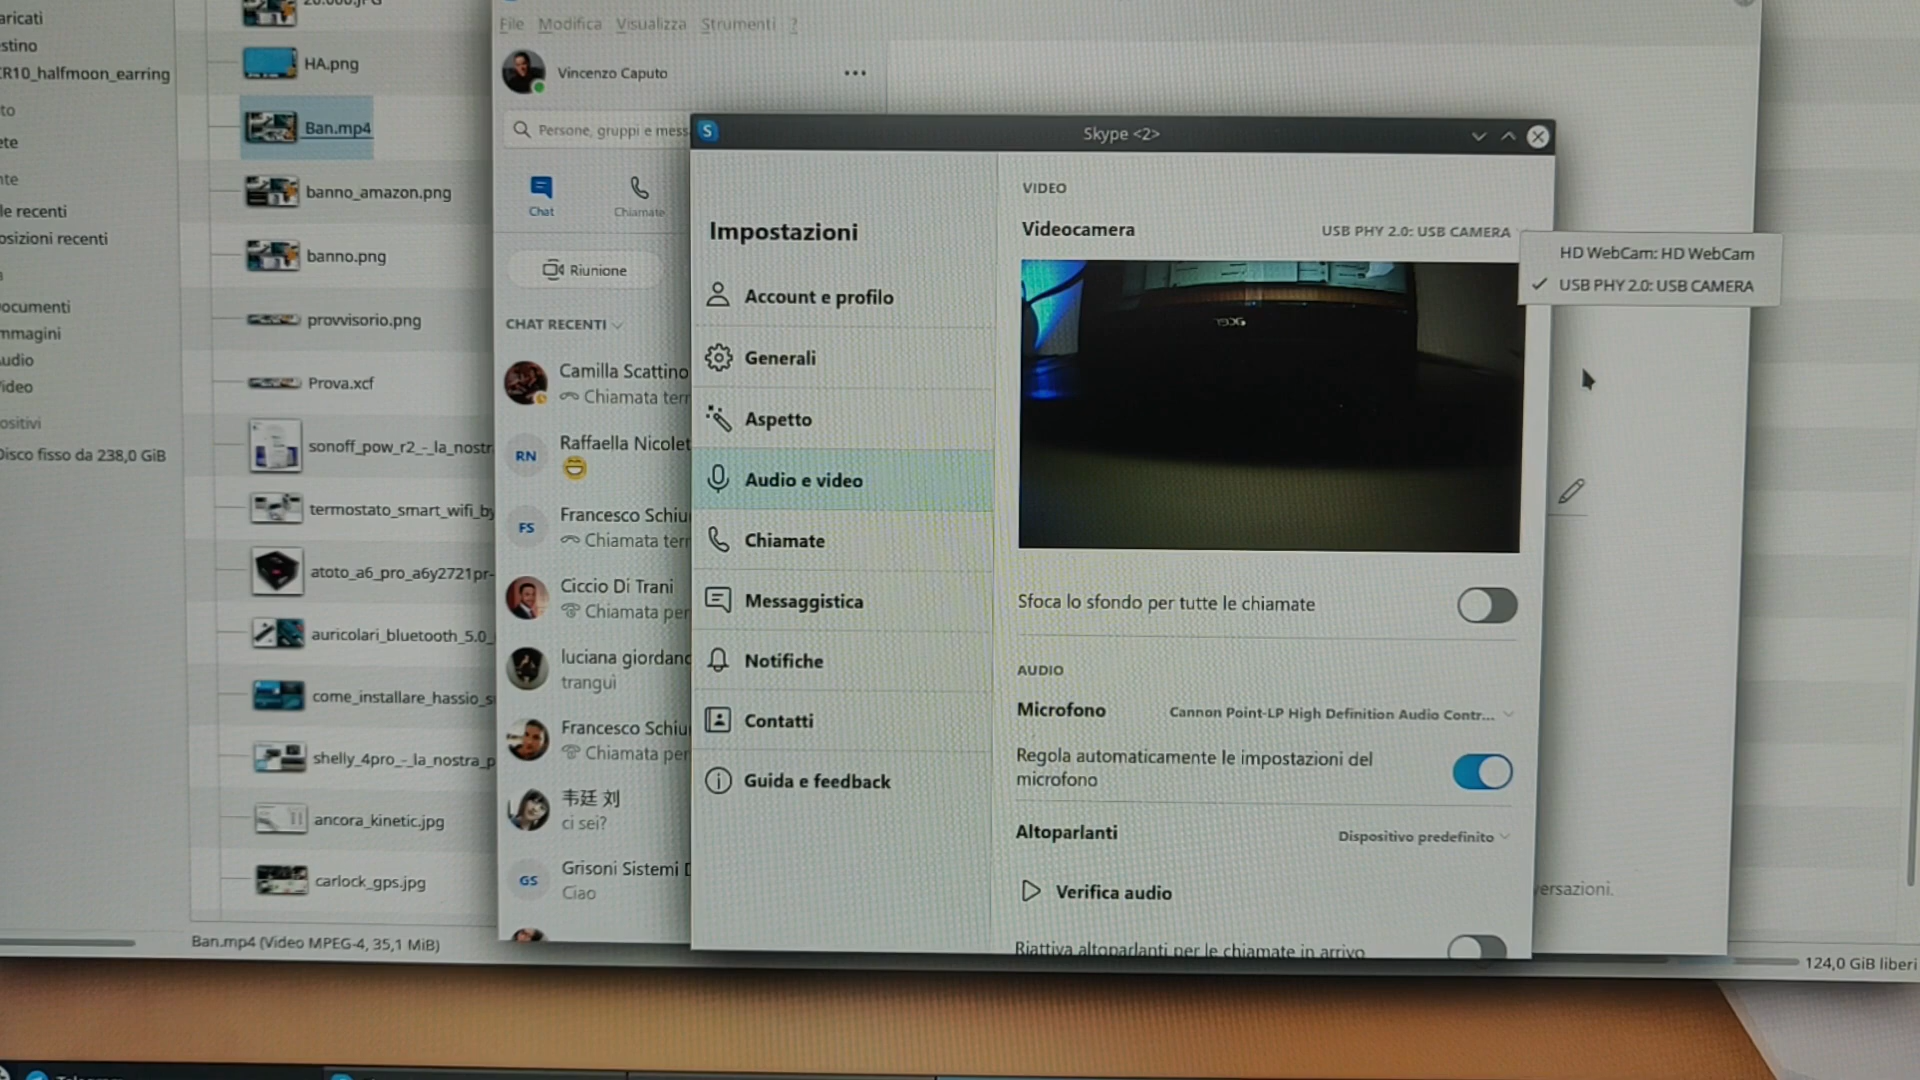 aricati
stino
R10_halfmoon_earring
to
ete
nte
le recenti
osizioni recenti
ocumenti
mmagini
udio
ideo
ositivi
Disco fisso da 238,0 GiB
HA.png
Ban.mp4
banno_amazon.png
banno.png
provvisorio.png
Prova.xcf
sonoff_pow_r2_-_la_nostr
termostato_smart_wifi_by
atoto_a6_pro_a6y2721pr-
auricolari_bluetooth_5.0_
come_installare_hassio_s
shelly_4pro_-_la_nostra_p
ancora_kinetic.jpg
carlock_gps.jpg
Ban.mp4 (Video MPEG-4, 35,1 MiB)
124,0 GiB liberi
File Modifica Visualizza Strumenti ?
Vincenzo Caputo
Persone, gruppi e mess
Chat
Chiamate
Riunione
CHAT RECENTI
Camilla Scattino
Chiamata terr
Raffaella Nicolet
RN
Francesco Schiu
FS
Chiamata terr
Ciccio Di Trani
Chiamata per
luciana giordano
tranqui
Francesco Schiu
Chiamata per
韦廷 刘
ci sei?
Grisoni Sistemi D
GS
Ciao
ersazioni.
Skype <2>
Impostazioni
Account e profilo
Generali
Aspetto
Audio e video
Chiamate
Messaggistica
Notifiche
Contatti
Guida e feedback
VIDEO
Videocamera
USB PHY 2.0: USB CAMERA
HD WebCam: HD WebCam
USB PHY 2.0: USB CAMERA
acer
Sfoca lo sfondo per tutte le chiamate
AUDIO
Microfono
Cannon Point-LP High Definition Audio Contr...
Regola automaticamente le impostazioni del
microfono
Altoparlanti
Dispositivo predefinito
Verifica audio
Riattiva altoparlanti per le chiamate in arrivo